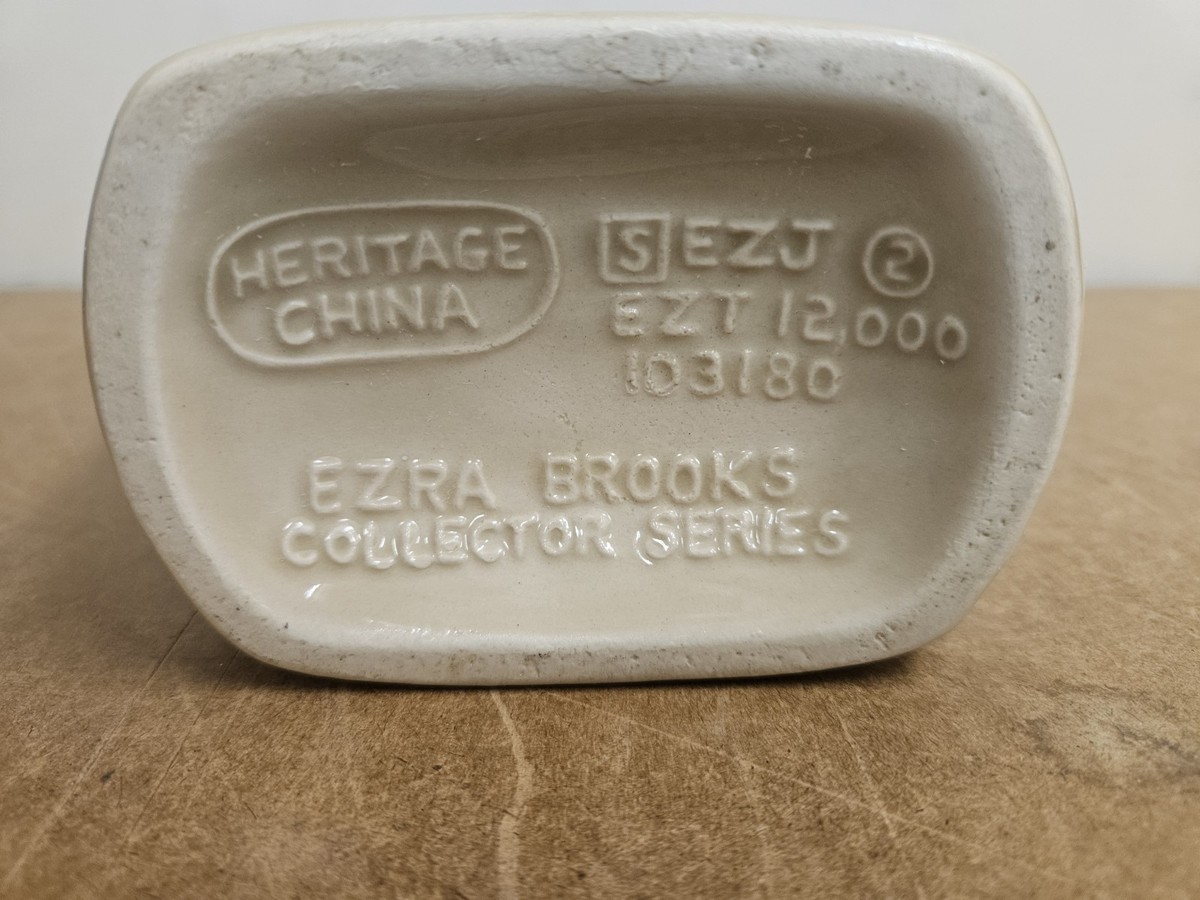 HERITAGE
CHINA
S EZJ 2
EZT 12,000
103180
EZRA BROOKS
COLLECTOR SERIES